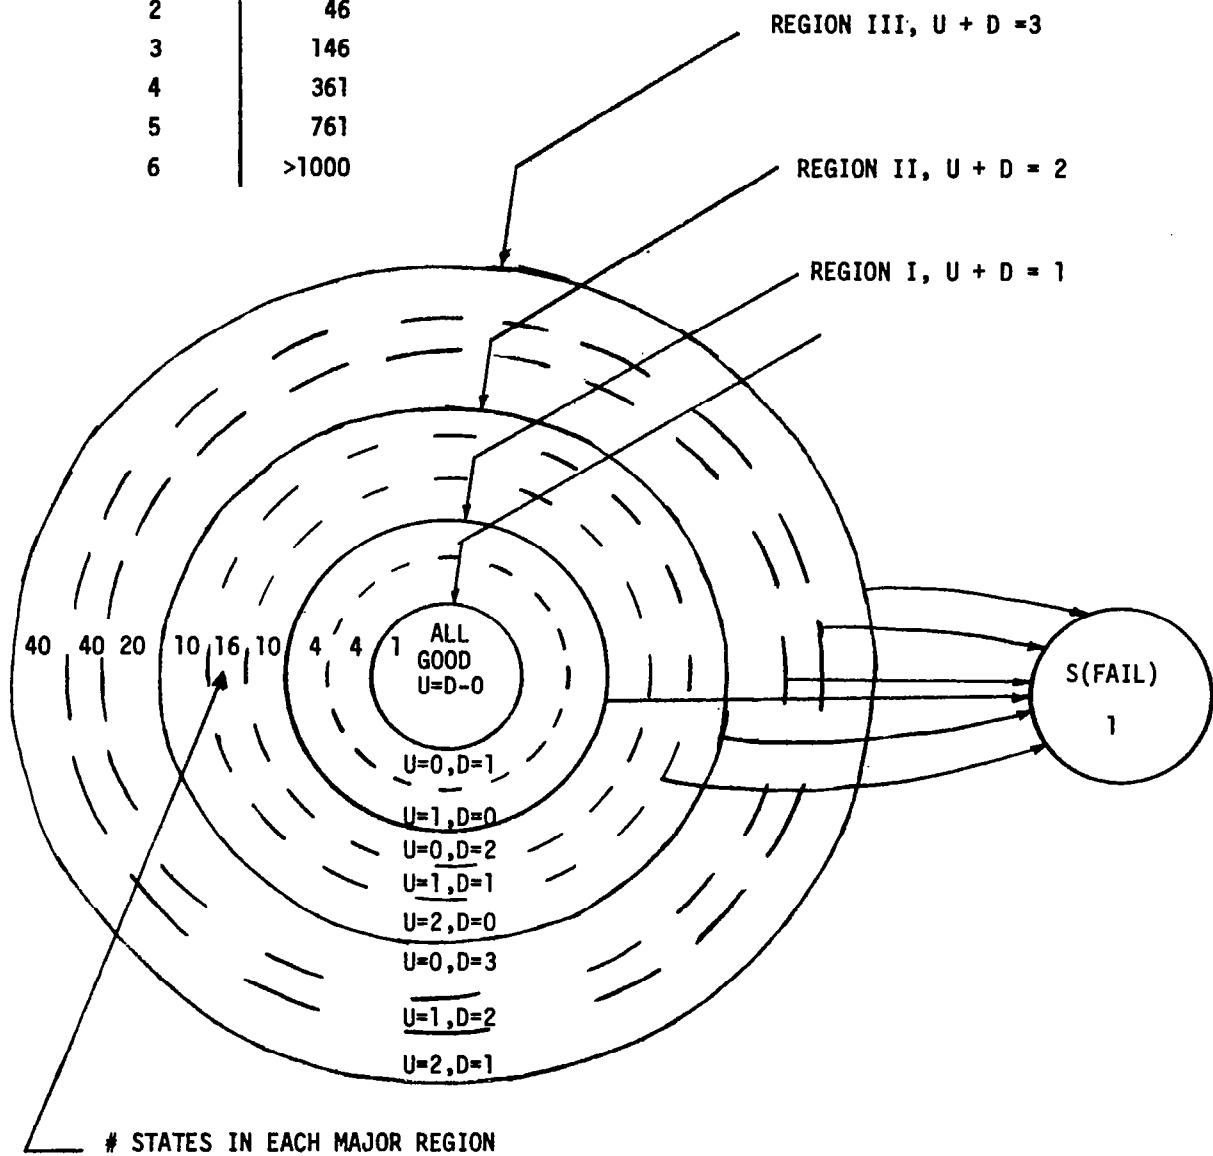 2 46
3 146
4 361
5 761
6 >1000
REGION III, U + D =3
REGION II, U + D = 2
REGION I, U + D = 1
40 40 20 10 16 10 4 4 1
ALL
GOOD
U=D-0
S(FAIL)
1
U=0,D=1
U=1,D=0
U=0,D=2
U=1,D=1
U=2,D=0
U=0,D=3
U=1,D=2
U=2,D=1
# STATES IN EACH MAJOR REGION